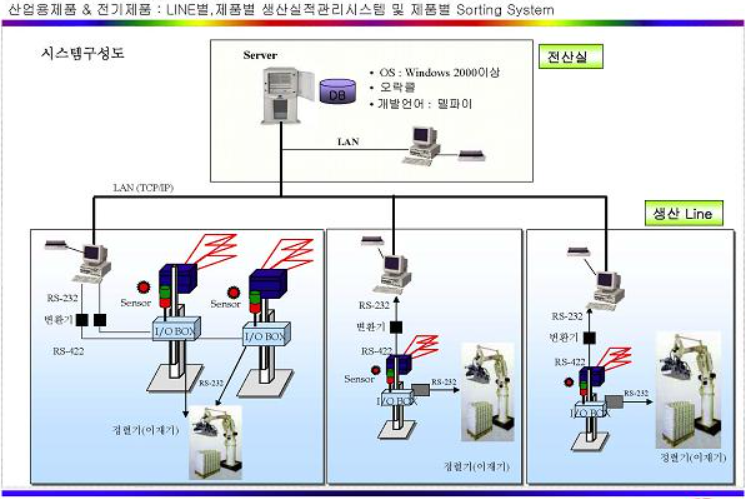 산업용제품 & 전기제품 : LINE별,제품별 생산실적관리시스템 및 제품별 Sorting System
시스템구성도
Server
전산실
DB
• OS : Windows 2000이상
• 오락클
• 개발언어 : 델파이
LAN
LAN (TCP/IP)
생산 Line
RS-232
변환기
RS-422
Sensor
I/O BOX
Sensor
I/O BOX
RS-232
정렬기(이재기)
RS-232
변환기
RS-422
Sensor
I/O BOX
RS-232
정렬기(이재기)
RS-232
변환기
RS-422
I/O BOX
RS-232
정렬기(이재기)